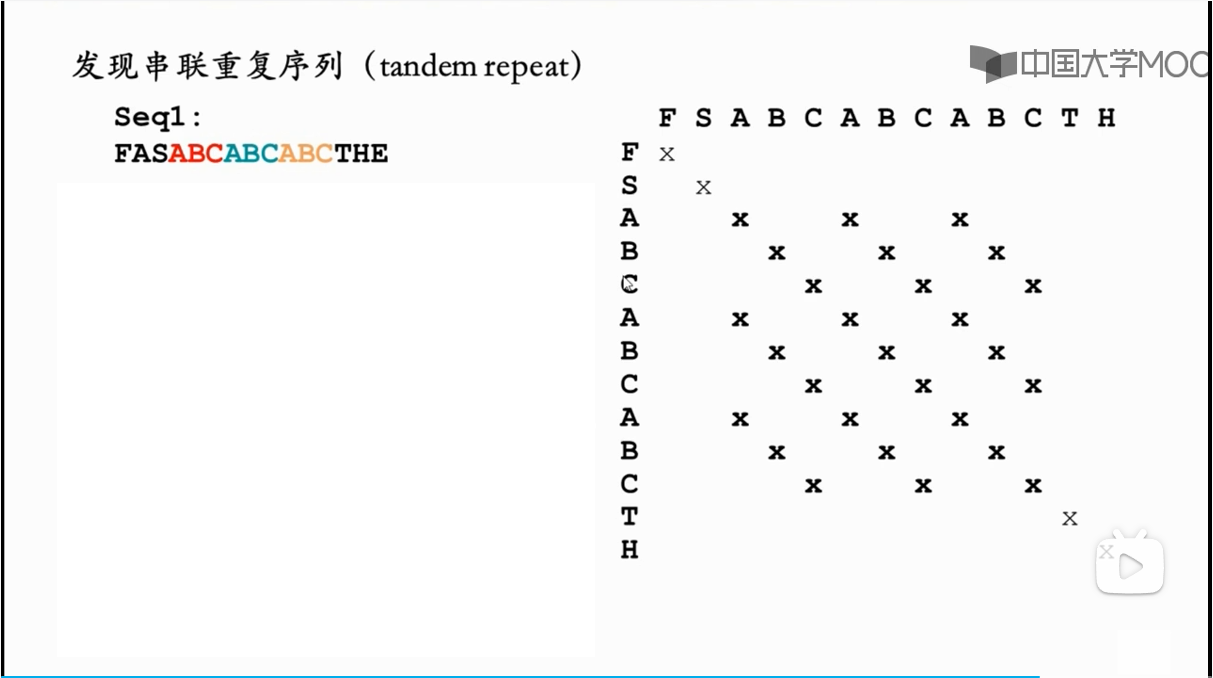 发现串联重复序列（tandem repeat）
中国大学MOO
Seq1:
FASABCABCABCTHE
F S A B C A B C A B C T H
F x
S x
A x x x
B x x x
C x x x
A x x x
B x x x
C x x x
A x x x
B x x x
C x x x
T x
H x